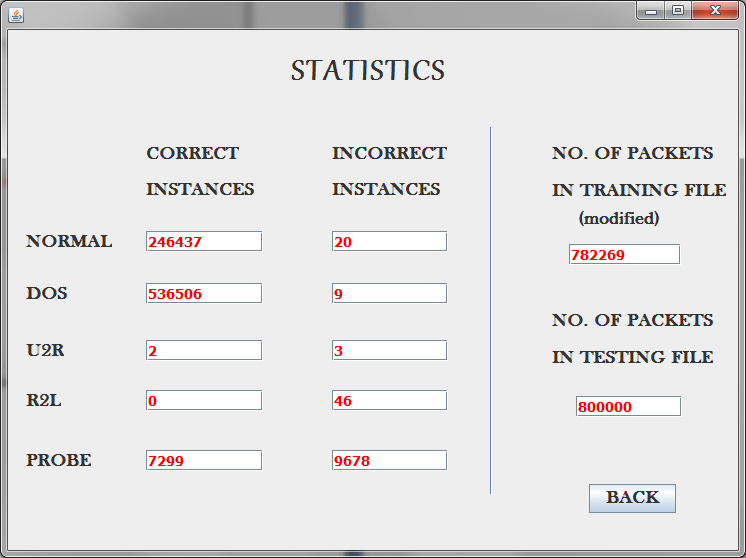 STATISTICS
CORRECT INSTANCES
INCORRECT INSTANCES
NORMAL 246437 20
DOS 536506 9
U2R 2 3
R2L 0 46
PROBE 7299 9678
NO. OF PACKETS
IN TRAINING FILE
(modified)
782269
NO. OF PACKETS
IN TESTING FILE
800000
BACK